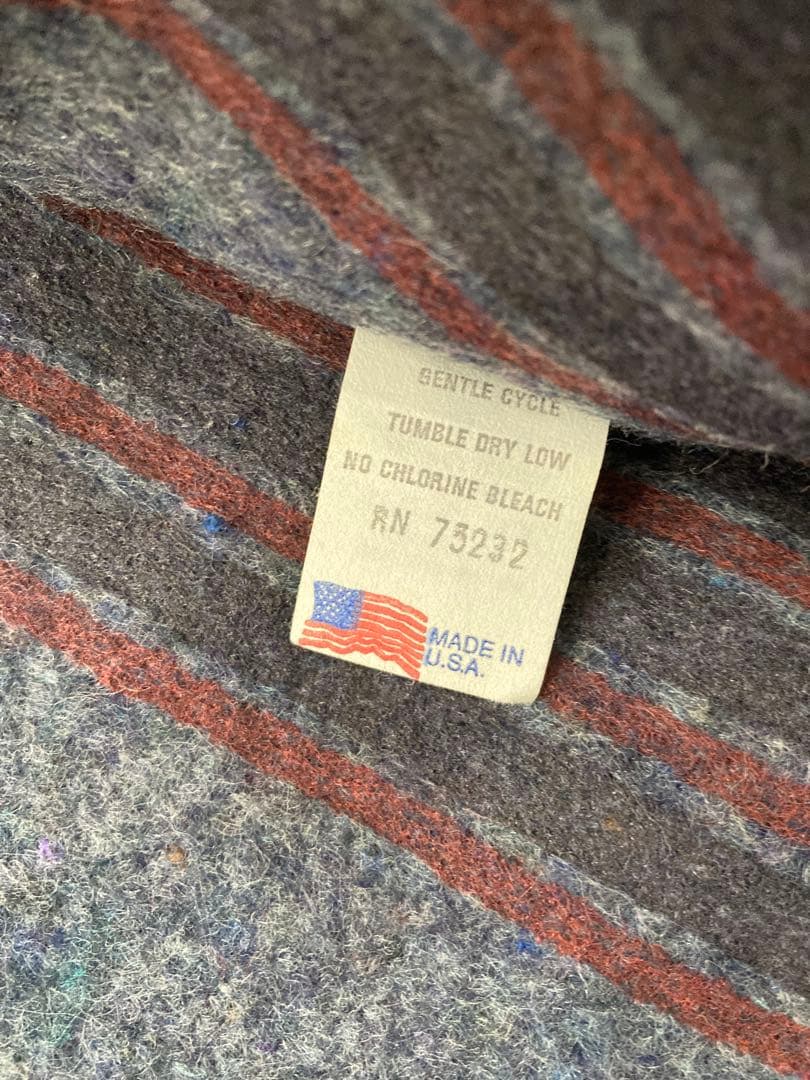 GENTLE CYCLE
TUMBLE DRY LOW
NO CHLORINE BLEACH
RN 73232
MADE IN
U.S.A.